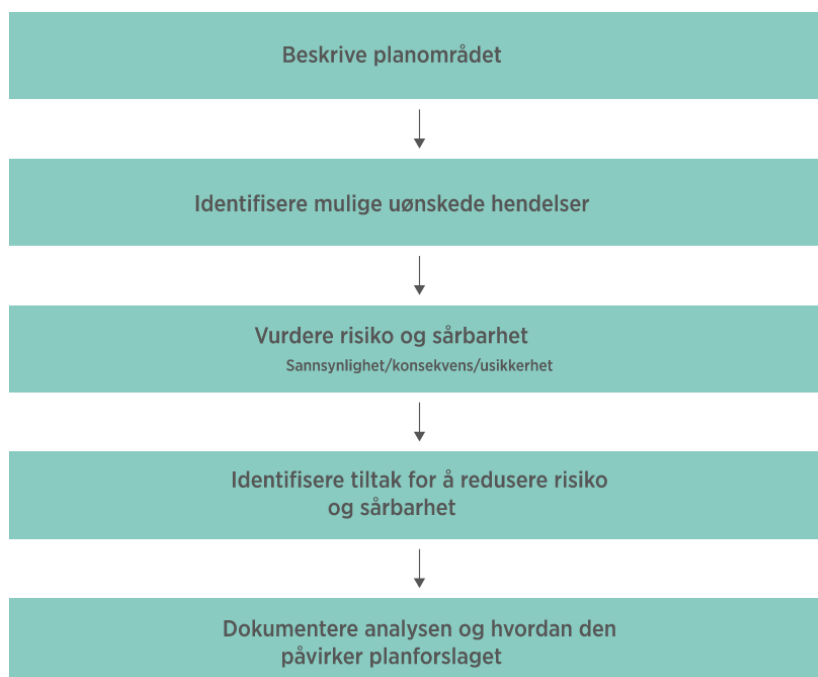 Beskrive planområdet
Identifisere mulige uønskede hendelser
Vurdere risiko og sårbarhet
Sannsynlighet/konsekvens/usikkerhet
Identifisere tiltak for å redusere risiko
og sårbarhet
Dokumentere analysen og hvordan den
påvirker planforslaget